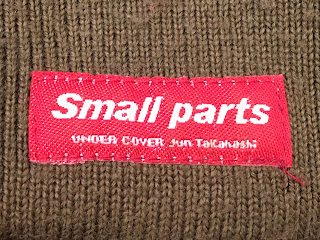 Small parts
UNDER COVER Jun Takahashi